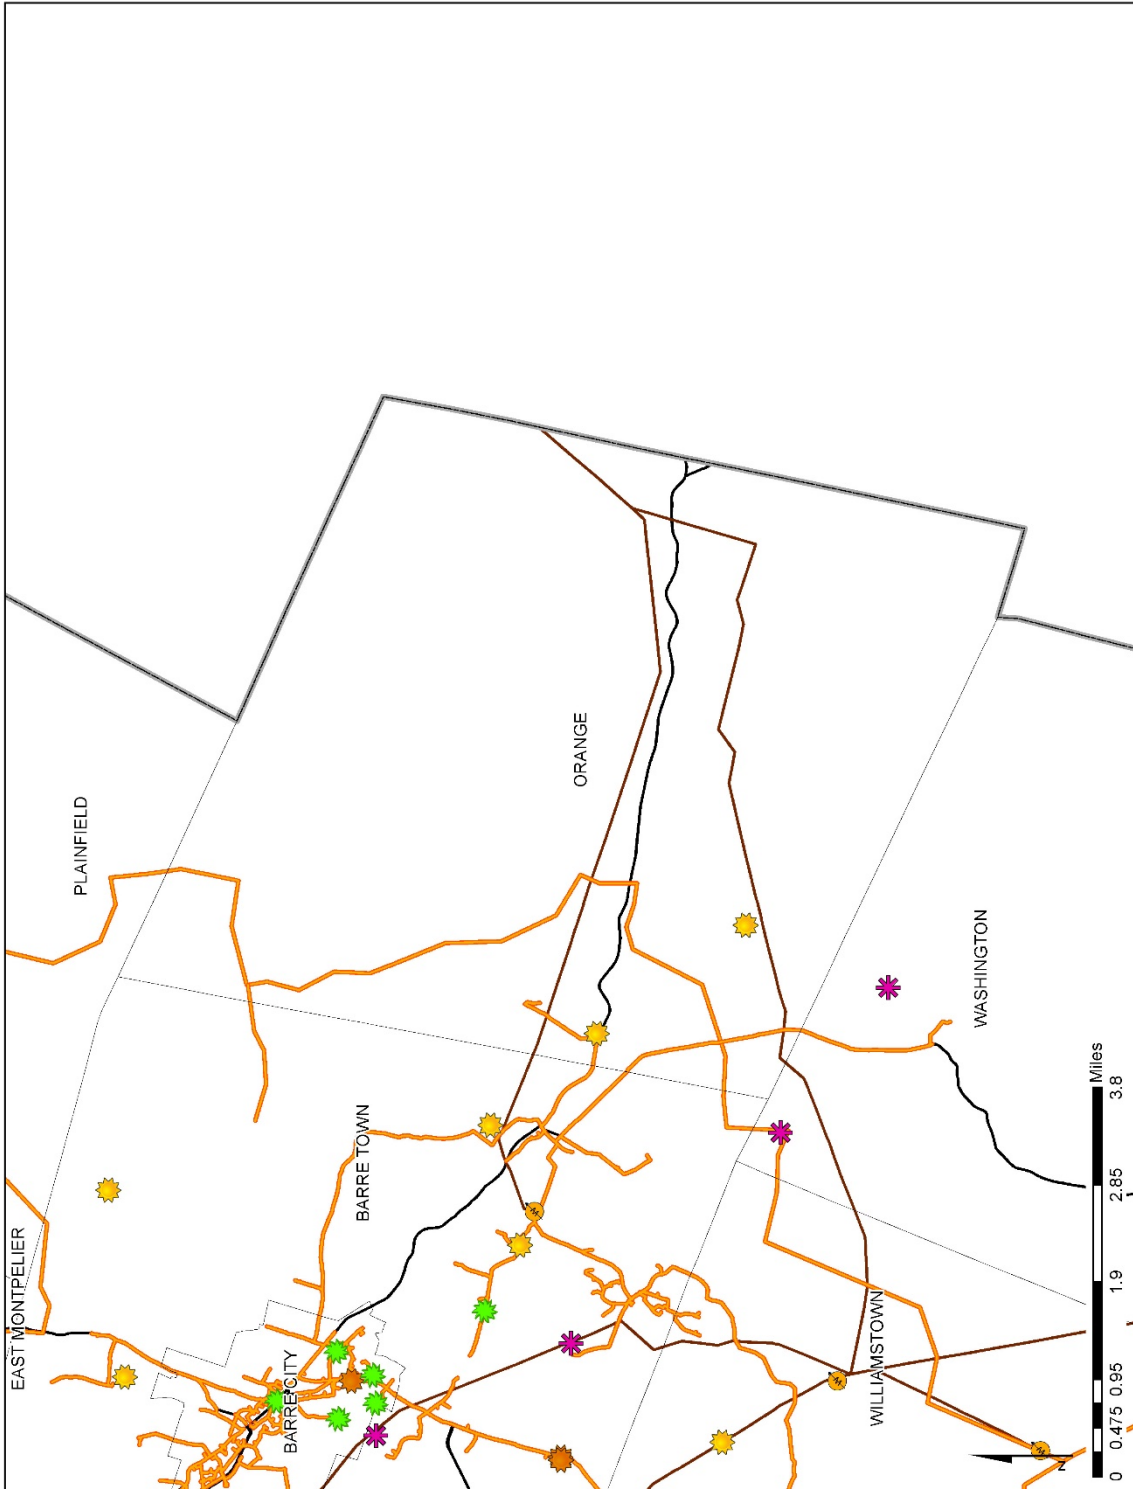 PLAINFIELD
EAST MONTPELIER
ORANGE
BARRE TOWN
BARRE CITY
WASHINGTON
WILLIAMSTOWN
M
M
M
N
0 0.475 0.95 1.9 2.85 3.8
Miles